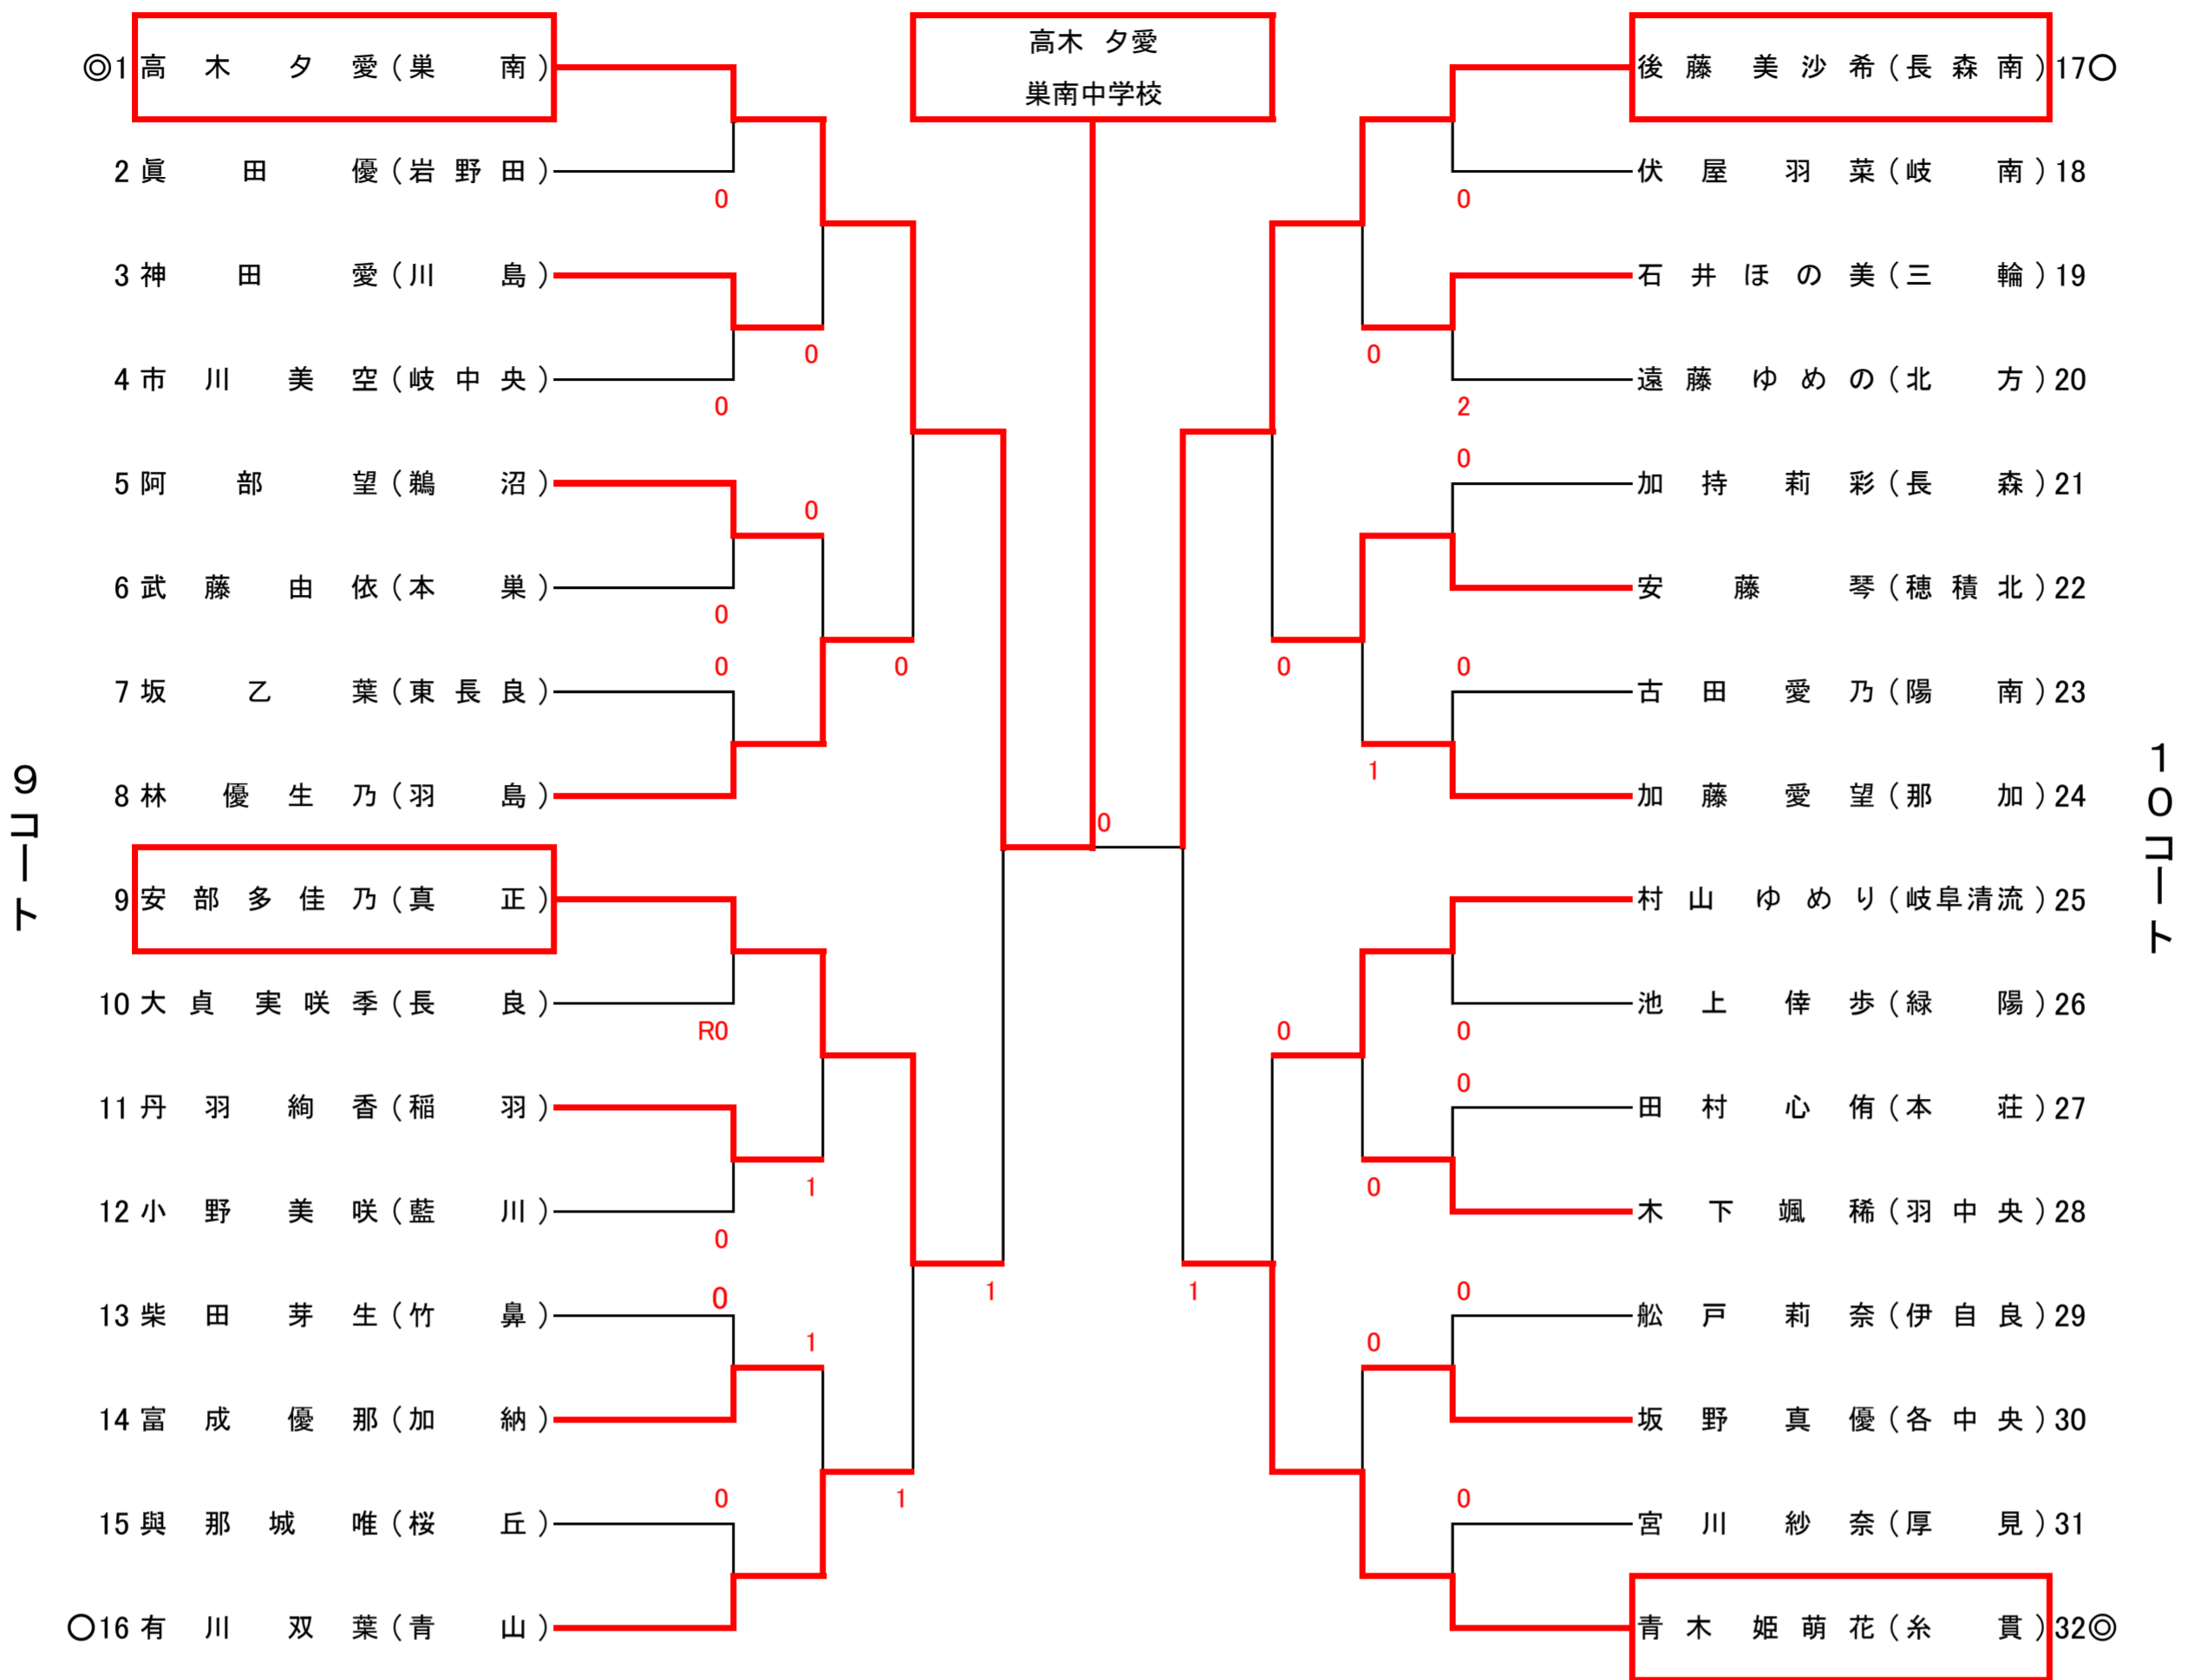 高木 夕愛
巣南中学校
9コート
◎1 高木夕愛(巣南)
2 眞田優(岩野田)
0
3 神田愛(川島)
0
4 市川美空(岐中央)
0
5 阿部望(鵜沼)
0
6 武藤由依(本巣)
0
7 坂乙葉(東長良)
0
0
8 林優生乃(羽島)
9 安部多佳乃(真正)
10 大貞実咲季(長良)
R0
11 丹羽絢香(稲羽)
1
12 小野美咲(藍川)
0
1
13 柴田芽生(竹鼻)
0
1
14 富成優那(加納)
15 與那城唯(桜丘)
0
1
○16 有川双葉(青山)
0
後藤美沙希(長森南)17○
伏屋羽菜(岐南)18
0
石井ほの美(三輪)19
0
遠藤ゆめの(北方)20
2
0
加持莉彩(長森)21
安藤琴(穂積北)22
0
0
古田愛乃(陽南)23
1
加藤愛望(那加)24
村山ゆめり(岐阜清流)25
池上倖歩(緑陽)26
0
0
0
田村心侑(本荘)27
0
木下颯稀(羽中央)28
1
0
舩戸莉奈(伊自良)29
0
坂野真優(各中央)30
0
宮川紗奈(厚見)31
青木姫萌花(糸貫)32◎
10コート